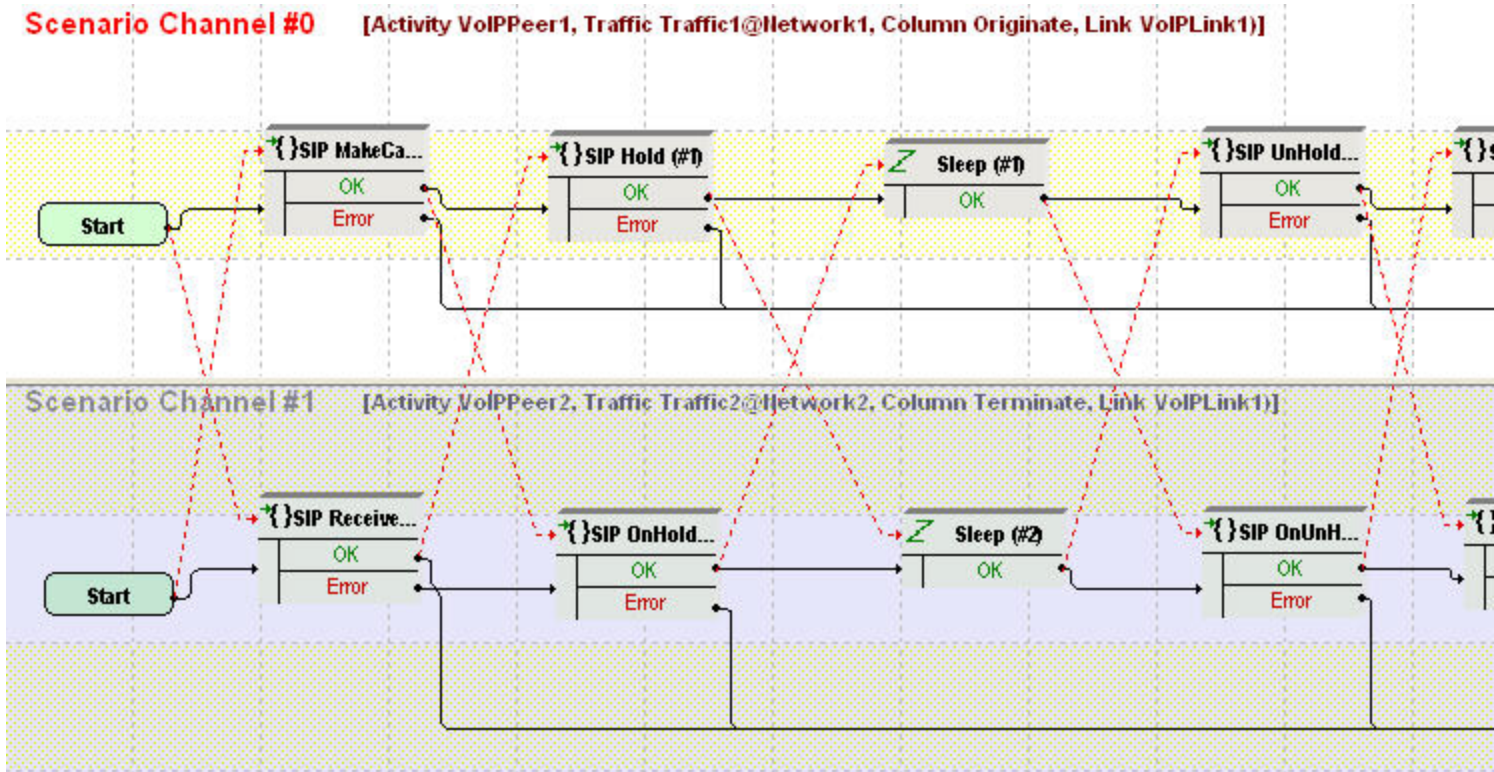 Scenario Channel #0 [Activity VoIPPeer1, Traffic Traffic1@Network1, Column Originate, Link VoIPLink1)]
{}SIP MakeCa...
OK
Error
{}SIP Hold (#1)
OK
Error
Sleep (#1)
OK
{}SIP UnHold...
OK
Error
{}S
Start
Scenario Channel #1 [Activity VoIPPeer2, Traffic Traffic2@Network2, Column Terminate, Link VoIPLink1)]
{}SIP Receive...
OK
Error
{}SIP OnHold...
OK
Error
Sleep (#2)
OK
{}SIP OnUnH...
OK
Error
{}
Start